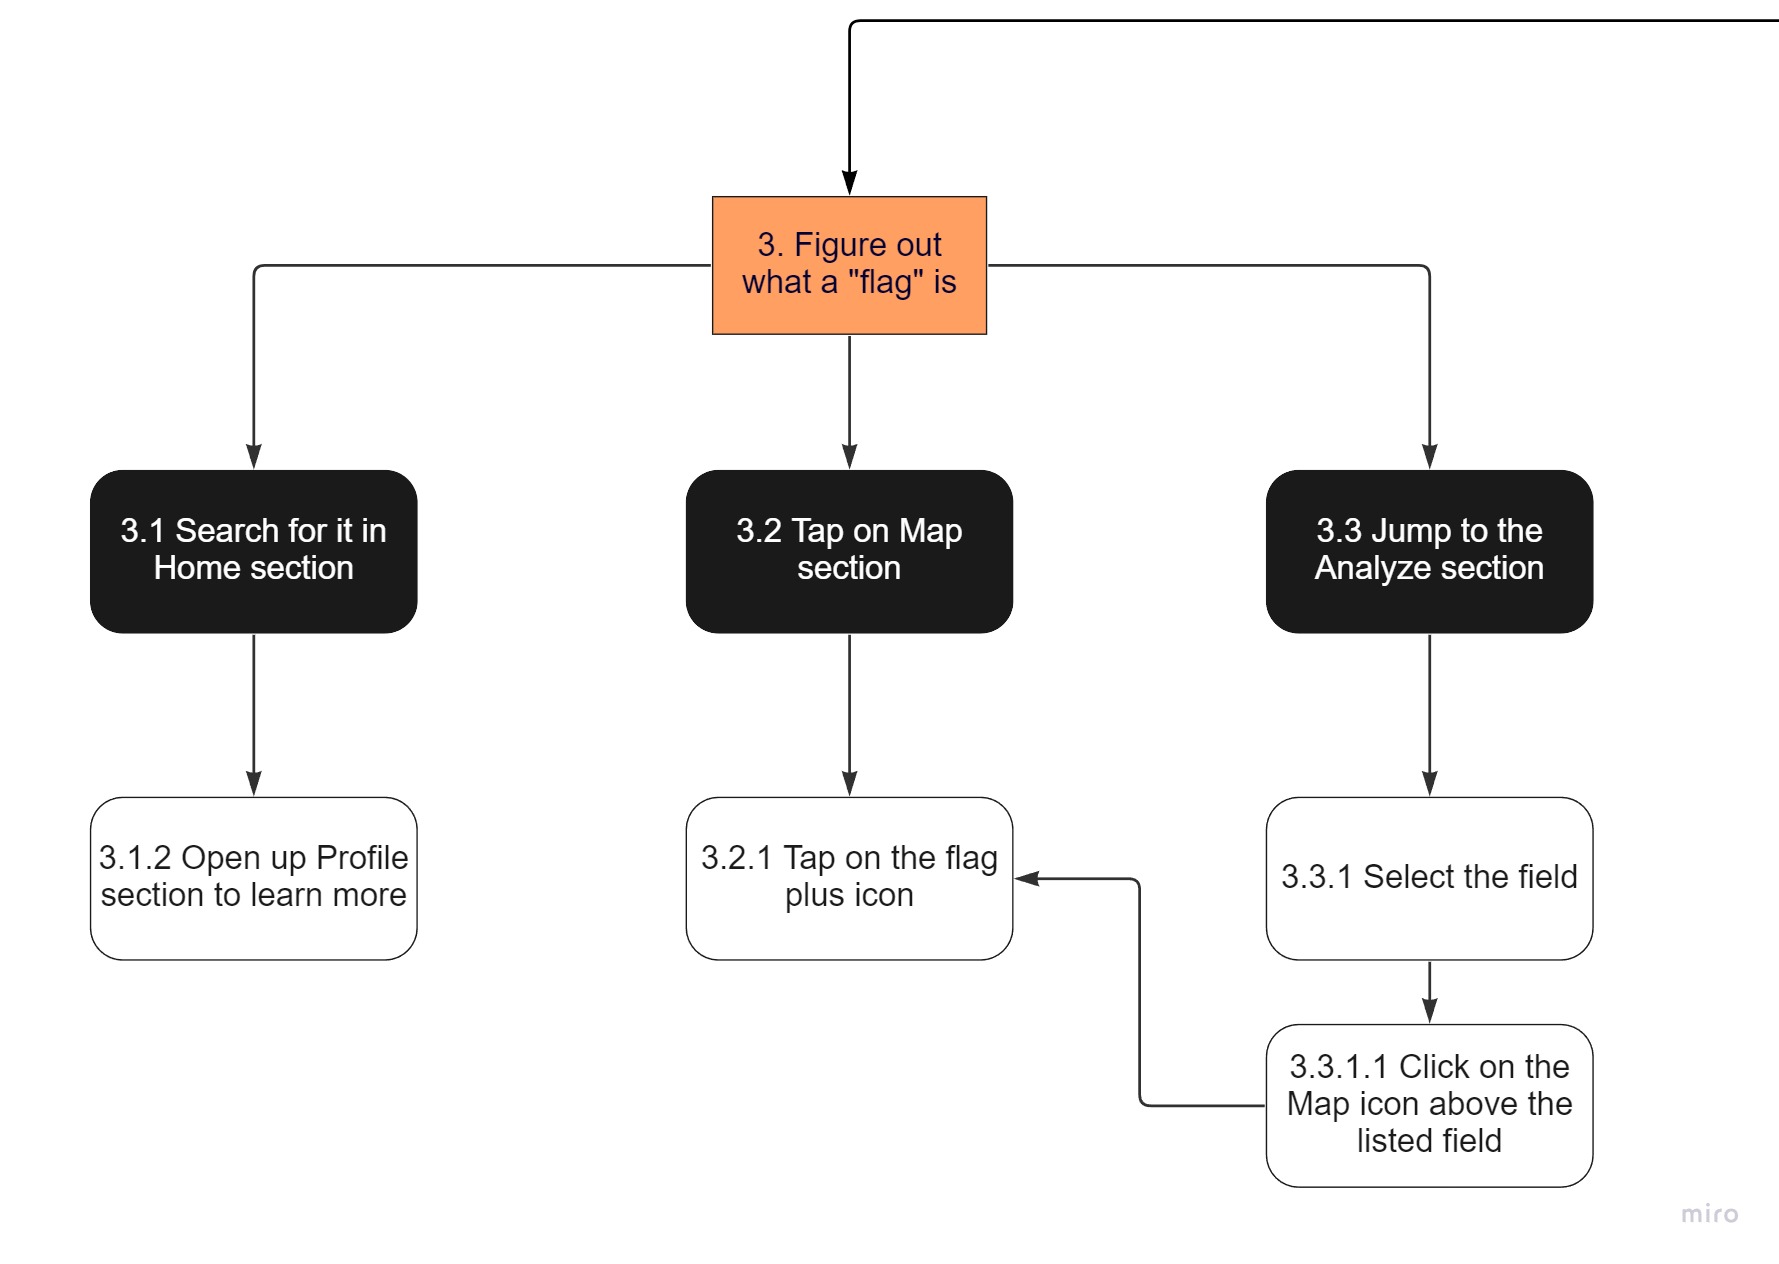 3. Figure out
what a "flag" is
3.1 Search for it in
Home section
3.2 Tap on Map
section
3.3 Jump to the
Analyze section
3.1.2 Open up Profile
section to learn more
3.2.1 Tap on the flag
plus icon
3.3.1 Select the field
3.3.1.1 Click on the
Map icon above the
listed field
miro